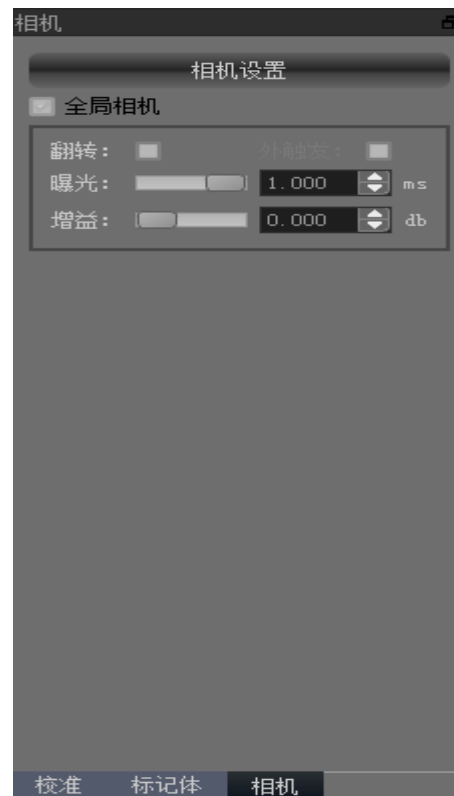 相机
相机设置
全局相机
翻转: 外触发:
曝光: 1.000 ms
增益: 0.000 db
校准 标记体 相机